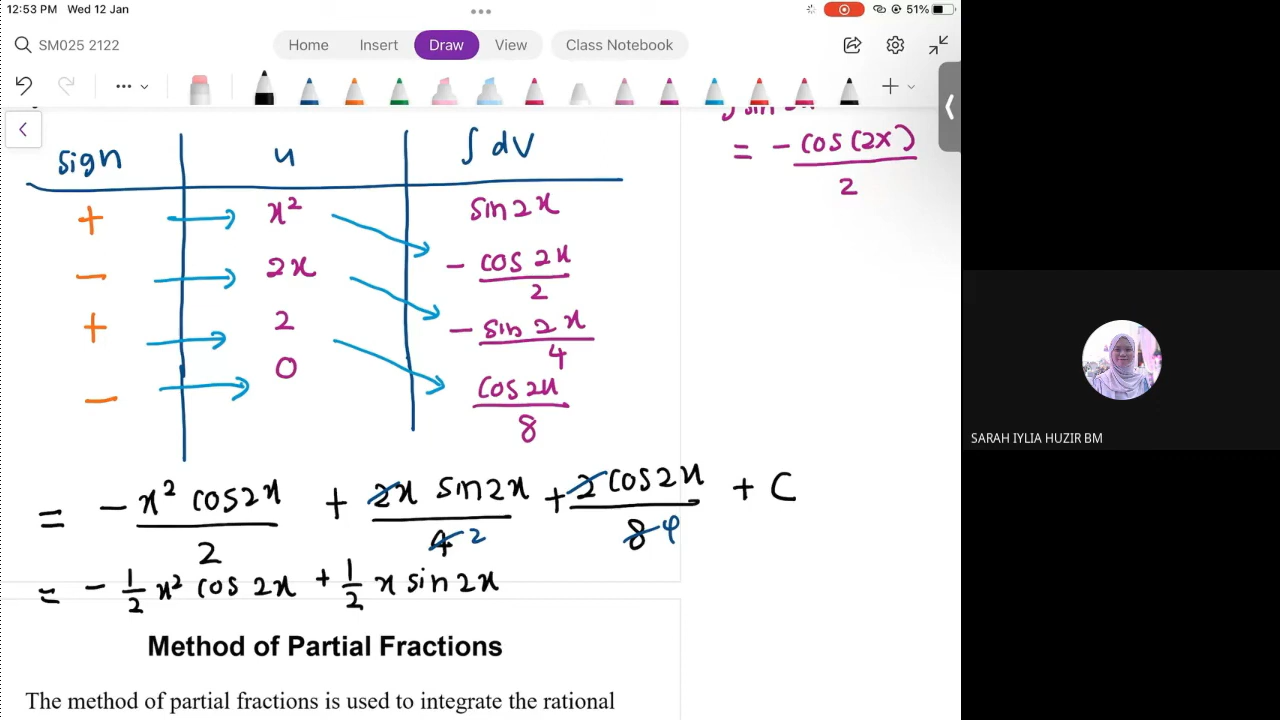 12:53 PM Wed 12 Jan
51%
SM025 2122
Home Insert Draw View Class Notebook
= - cos(2x) / 2
Sign u ∫ dv
+ x² sin 2x
- 2x - cos 2x / 2
+ 2 - sin 2x / 4
- 0 cos 2x / 8
= - x² cos 2x / 2 + 2x sin 2x / 4 2 + 2 cos 2x / 8 4 + C
= - 1/2 x² cos 2x + 1/2 x sin 2x
Method of Partial Fractions
The method of partial fractions is used to integrate the rational
SARAH IYLIA HUZIR BM